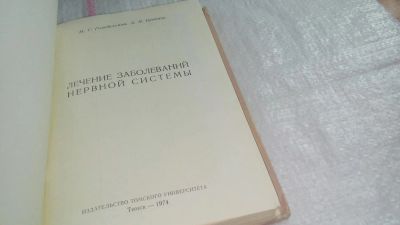 ЛЕЧЕНИЕ ЗАБОЛЕВАНИЙ
НЕРВНОЙ СИСТЕМЫ
ИЗДАТЕЛЬСТВО ТОМСКОГО УНИВЕРСИТЕТА
Томск — 1974